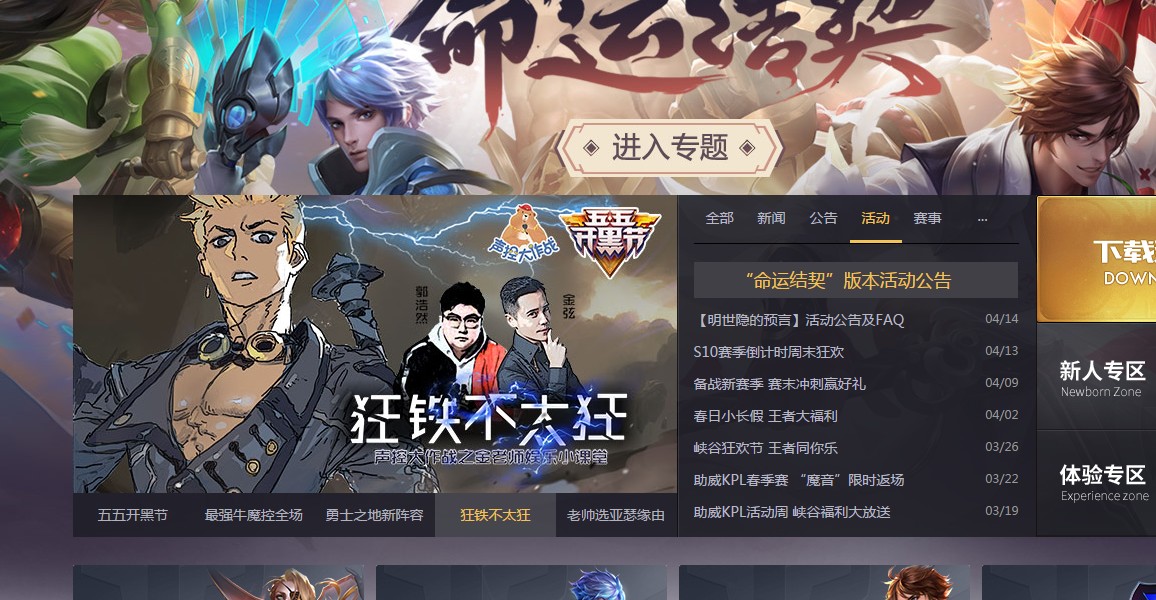 命运结契
进入专题
声控大作战
五五开黑节
郭浩然
金弦
狂铁不太狂
声控大作战之金老师娱乐小课堂
五五开黑节 最强牛魔控全场 勇士之地新阵容 狂铁不太狂 老帅选亚瑟缘由
全部 新闻 公告 活动 赛事 ...
“命运结契”版本活动公告
【明世隐的预言】活动公告及FAQ 04/14
S10赛季倒计时周末狂欢 04/13
备战新赛季 赛末冲刺赢好礼 04/09
春日小长假 王者大福利 04/02
峡谷狂欢节 王者同你乐 03/26
助威KPL春季赛 “魔音”限时返场 03/22
助威KPL活动周 峡谷福利大放送 03/19
下载
DOWN
新人专区
Newborn Zone
体验专区
Experience zone